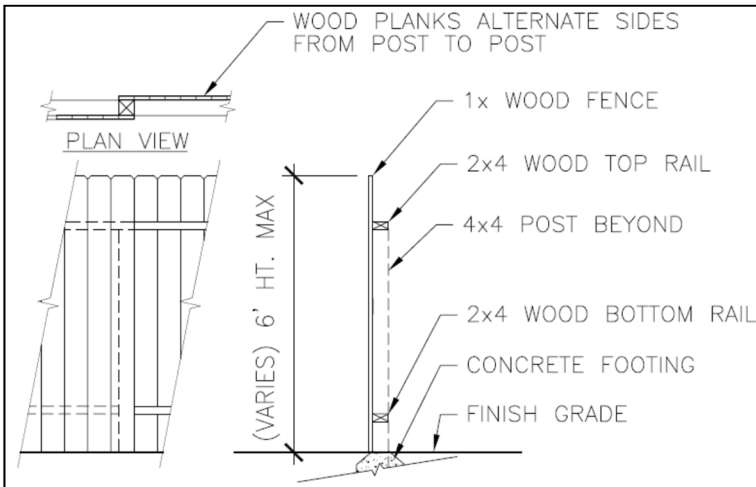 WOOD PLANKS ALTERNATE SIDES
FROM POST TO POST
PLAN VIEW
1x WOOD FENCE
2x4 WOOD TOP RAIL
4x4 POST BEYOND
2x4 WOOD BOTTOM RAIL
CONCRETE FOOTING
FINISH GRADE
(VARIES) 6' HT. MAX